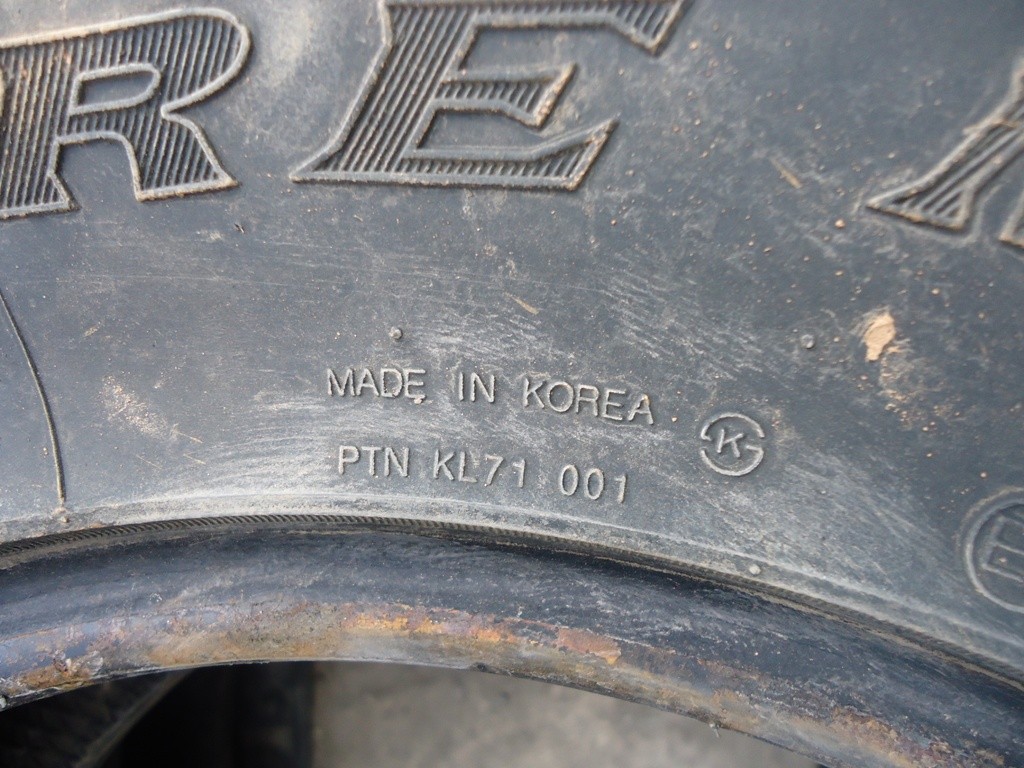 RE
MADE IN KOREA
K
PTN KL71 001